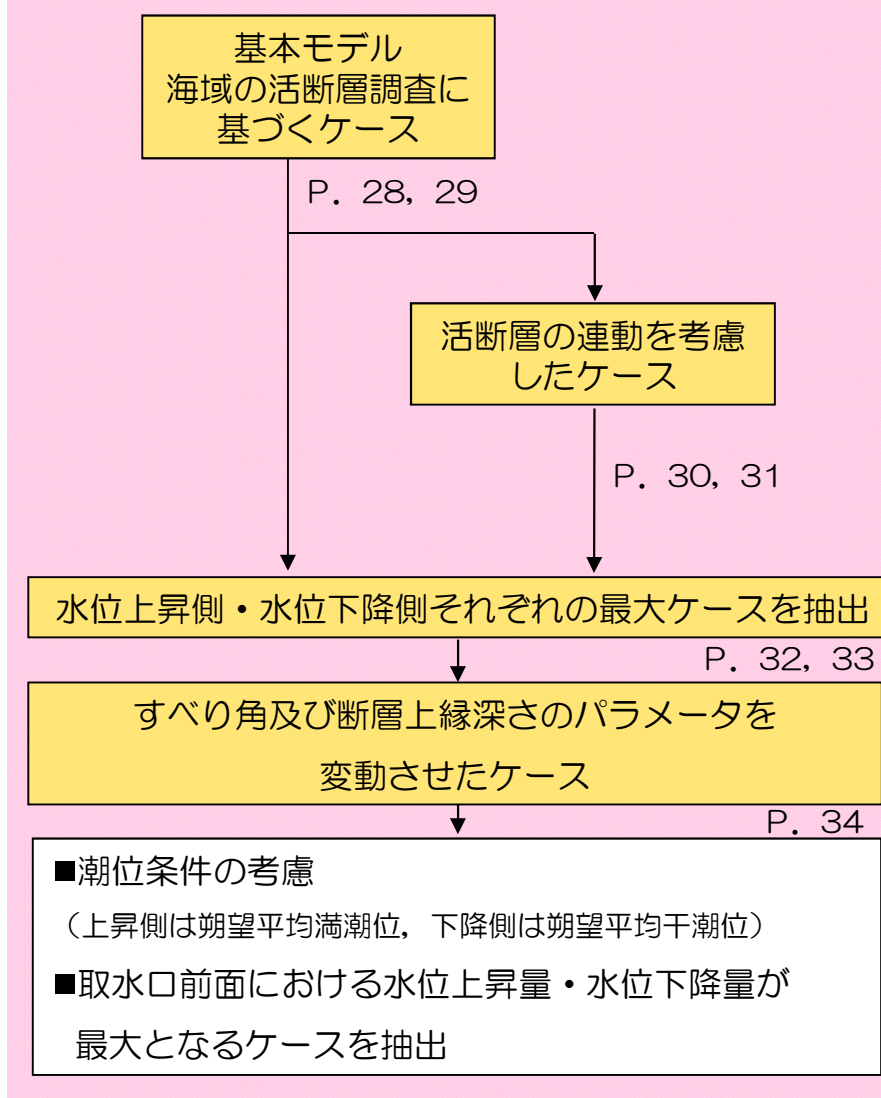 基本モデル
海域の活断層調査に
基づくケース
P. 28, 29
活断層の連動を考慮
したケース
P. 30, 31
水位上昇側・水位下降側それぞれの最大ケースを抽出
P. 32, 33
すべり角及び断層上縁深さのパラメータを
変動させたケース
P. 34
■潮位条件の考慮
（上昇側は朔望平均満潮位，下降側は朔望平均干潮位）
■取水口前面における水位上昇量・水位下降量が
最大となるケースを抽出